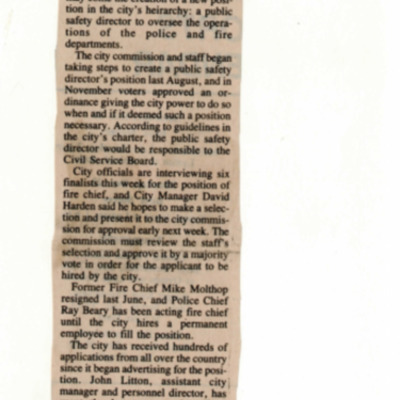 tion in the city's heirarchy: a public
safety director to oversee the opera-
tions of the police and fire
departments.
The city commission and staff began
taking steps to create a public safety
director's position last August, and in
November voters approved an or-
dinance giving the city power to do so
when and if it deemed such a position
necessary. According to guidelines in
the city's charter, the public safety
director would be responsible to the
Civil Service Board.
City officials are interviewing six
finalists this week for the position of
fire chief, and City Manager David
Harden said he hopes to make a selec-
tion and present it to the city commis-
sion for approval early next week. The
commission must review the staff's
selection and approve it by a majority
vote in order for the applicant to be
hired by the city.
Former Fire Chief Mike Molthop
resigned last June, and Police Chief
Ray Beary has been acting fire chief
until the city hires a permanent
employee to fill the position.
The city has received hundreds of
applications from all over the country
since it began advertising for the posi-
tion. John Litton, assistant city
manager and personnel director, has